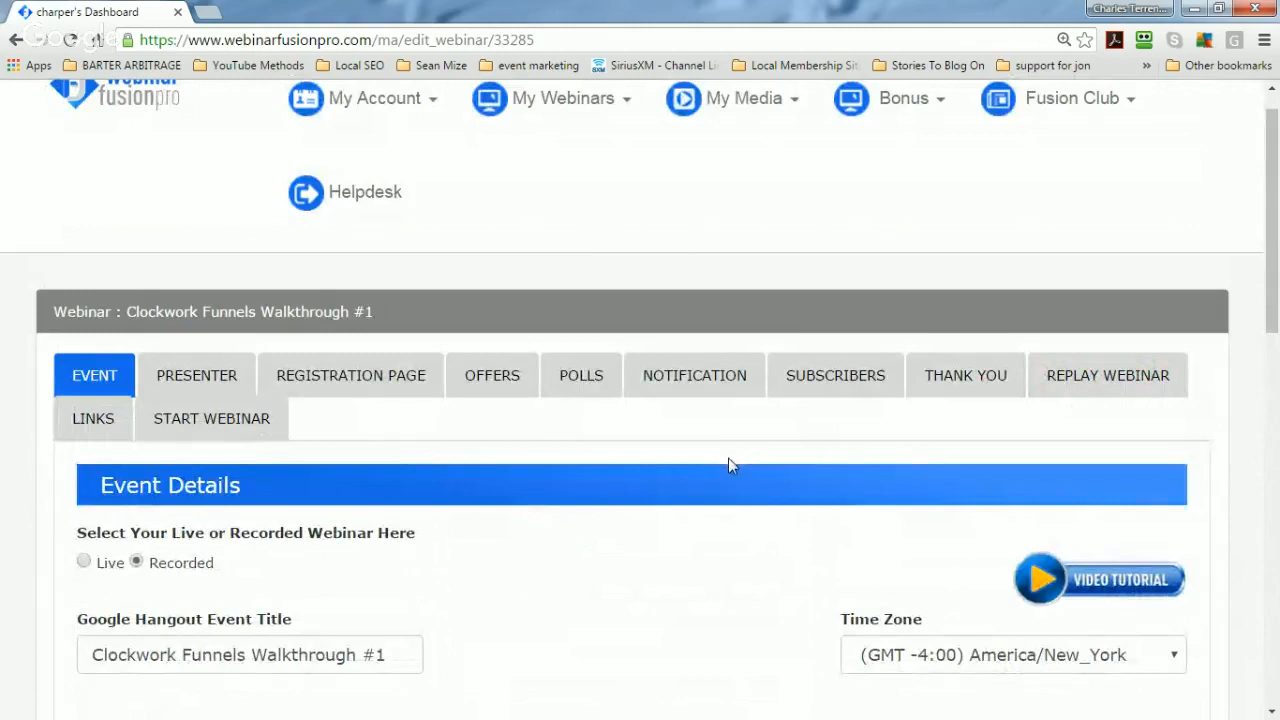 charper's Dashboard
Charles Terren...
Google
https://www.webinarfusionpro.com/ma/edit_webinar/33285
Apps BARTER ARBITRAGE YouTube Methods Local SEO Sean Mize event marketing SiriusXM - Channel Li Local Membership Sit Stories To Blog On support for jon » Other bookmarks
webinar
fusionpro
My Account My Webinars My Media Bonus Fusion Club
Helpdesk
Webinar : Clockwork Funnels Walkthrough #1
EVENT PRESENTER REGISTRATION PAGE OFFERS POLLS NOTIFICATION SUBSCRIBERS THANK YOU REPLAY WEBINAR
LINKS START WEBINAR
Event Details
Select Your Live or Recorded Webinar Here
Live Recorded
VIDEO TUTORIAL
Google Hangout Event Title Time Zone
Clockwork Funnels Walkthrough #1 (GMT -4:00) America/New_York